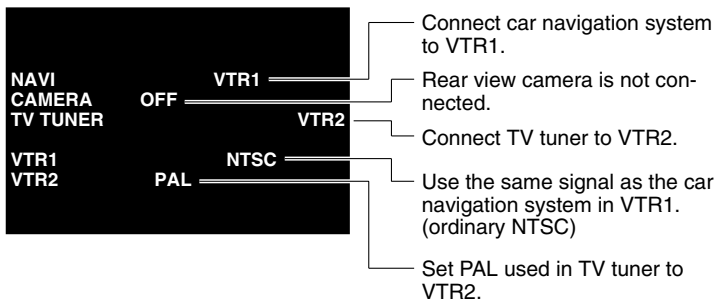 NAVI VTR1
CAMERA OFF
TV TUNER VTR2
VTR1 NTSC
VTR2 PAL
Connect car navigation system
to VTR1.
Rear view camera is not con-
nected.
Connect TV tuner to VTR2.
Use the same signal as the car
navigation system in VTR1.
(ordinary NTSC)
Set PAL used in TV tuner to
VTR2.